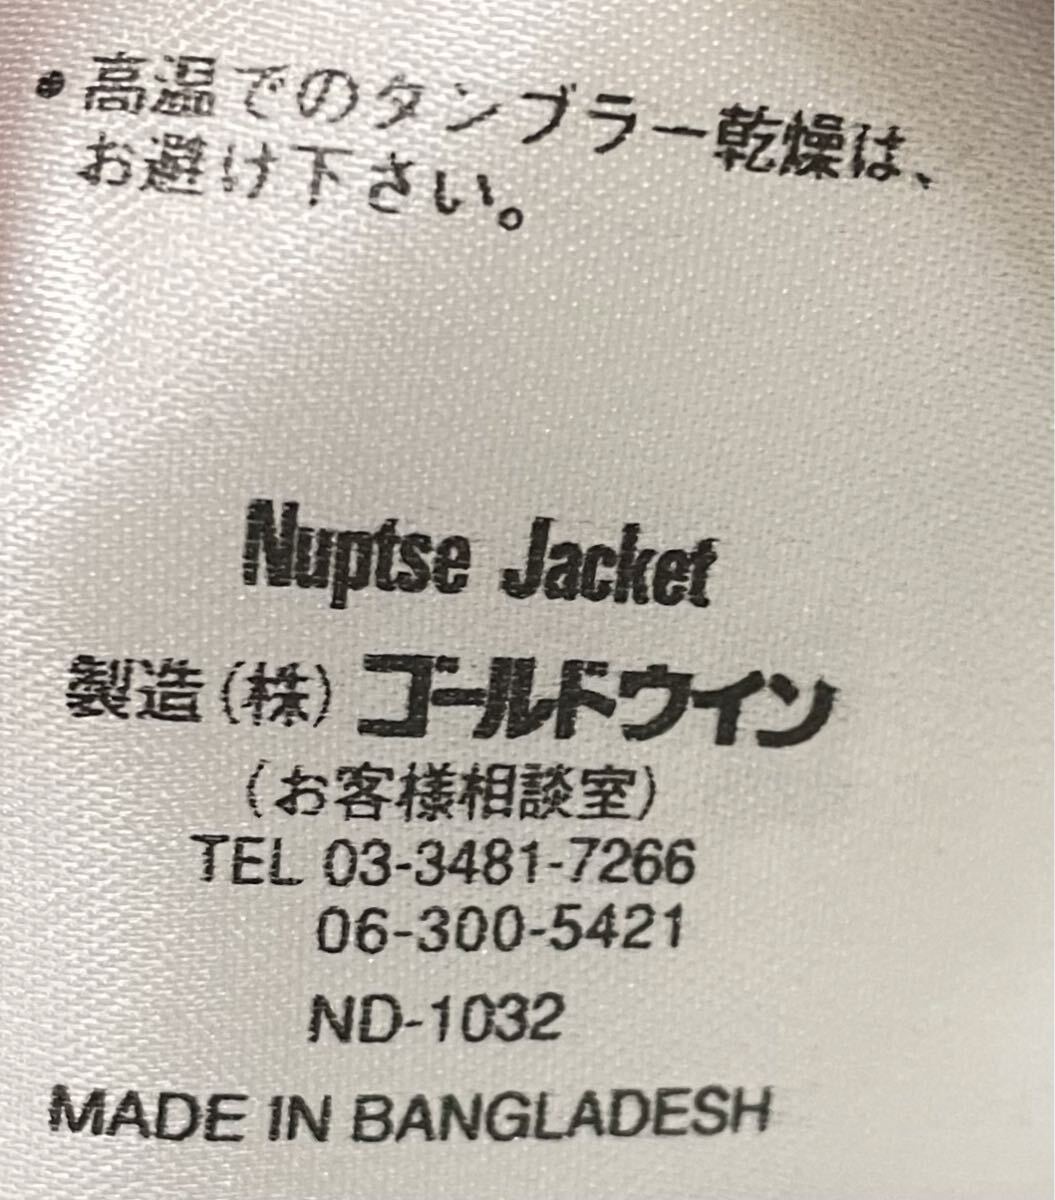 ・高温でのタンブラー乾燥は、
お避け下さい。
Nuptse Jacket
製造(株)ゴールドウイン
(お客様相談室)
TEL 03-3481-7266
06-300-5421
ND-1032
MADE IN BANGLADESH